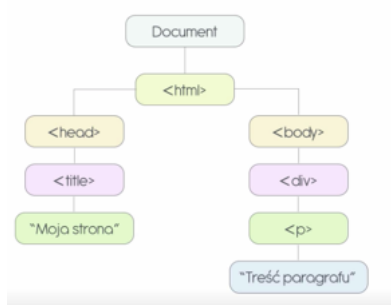 Document
<html>
<head>
<body>
<title>
<div>
"Moja strona"
<p>
"Treść paragrafu"